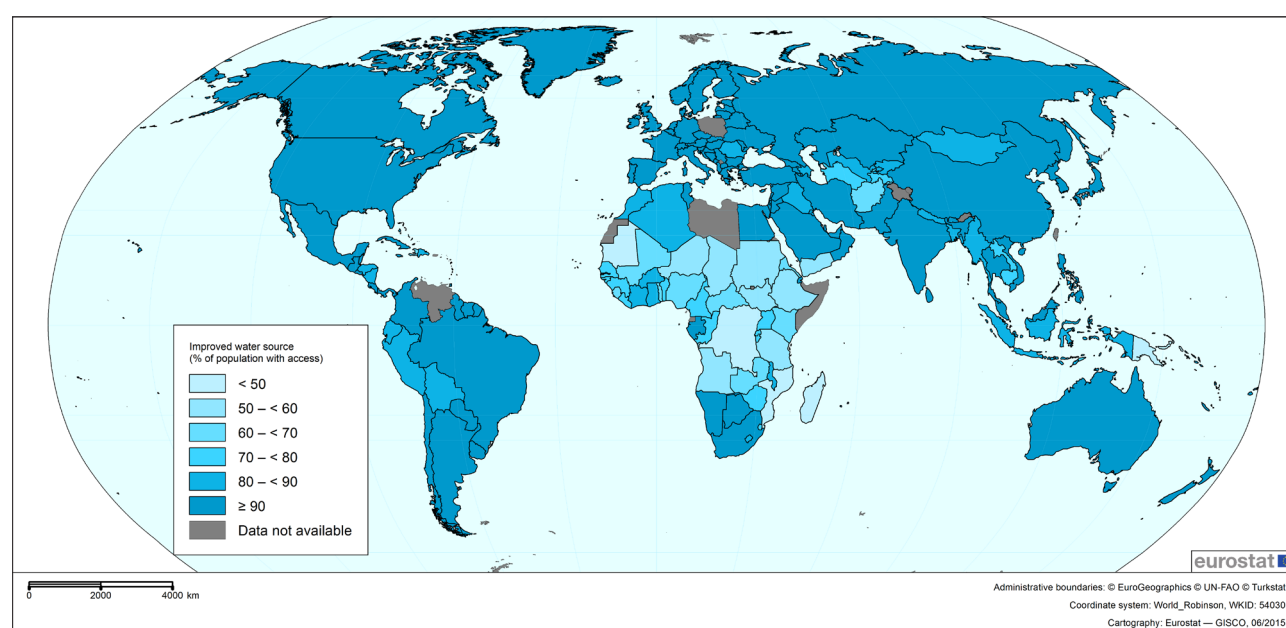 Improved water source
(% of population with access)
< 50
50 – < 60
60 – < 70
70 – < 80
80 – < 90
≥ 90
Data not available
eurostat
0 2000 4000 km
Administrative boundaries: © EuroGeographics © UN-FAO © Turkstat
Coordinate system: World_Robinson, WKID: 54030
Cartography: Eurostat — GISCO, 06/2015